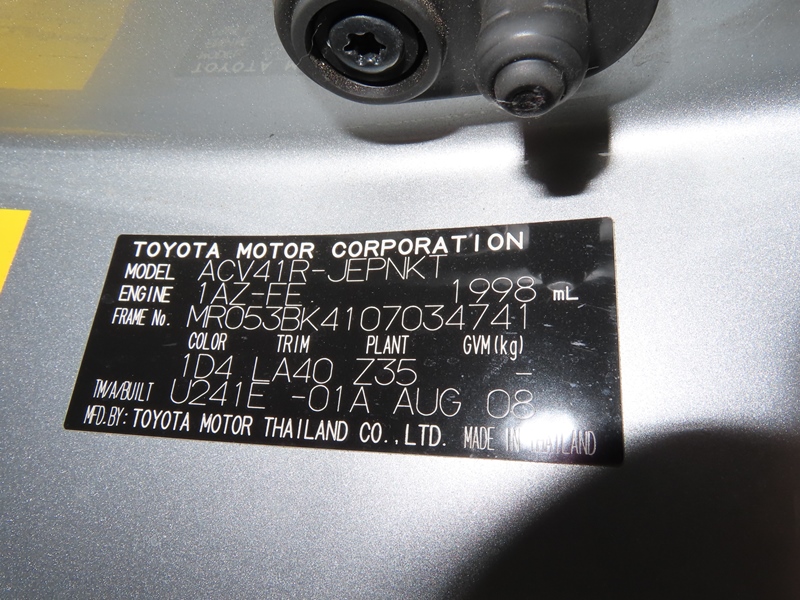 TOYOTA MOTOR CORPORATION
MODEL ACV41R-JEPNKT
ENGINE 1AZ-FE 1998 mL
FRAME No. MR053BK4107034741
COLOR TRIM PLANT GVM(kg)
1D4 LA40 Z35 -
TM/A/BUILT U241E -01A AUG 08
MFD.BY: TOYOTA MOTOR THAILAND CO.,LTD. MADE IN THAILAND